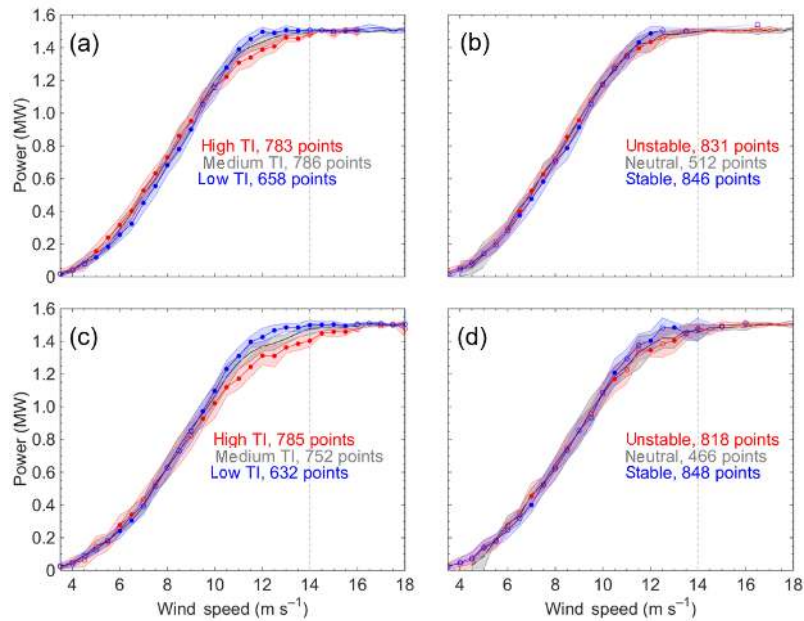 1.6
1.4
1.2
1
0.8
0.6
0.4
0.2
0
Power (MW)
(a)
High TI, 783 points
Medium TI, 786 points
Low TI, 658 points
(b)
Unstable, 831 points
Neutral, 512 points
Stable, 846 points
1.6
1.4
1.2
1
0.8
0.6
0.4
0.2
0
Power (MW)
(c)
High TI, 785 points
Medium TI, 752 points
Low TI, 632 points
4 6 8 10 12 14 16 18
Wind speed (m s⁻¹)
(d)
Unstable, 818 points
Neutral, 466 points
Stable, 848 points
4 6 8 10 12 14 16 18
Wind speed (m s⁻¹)